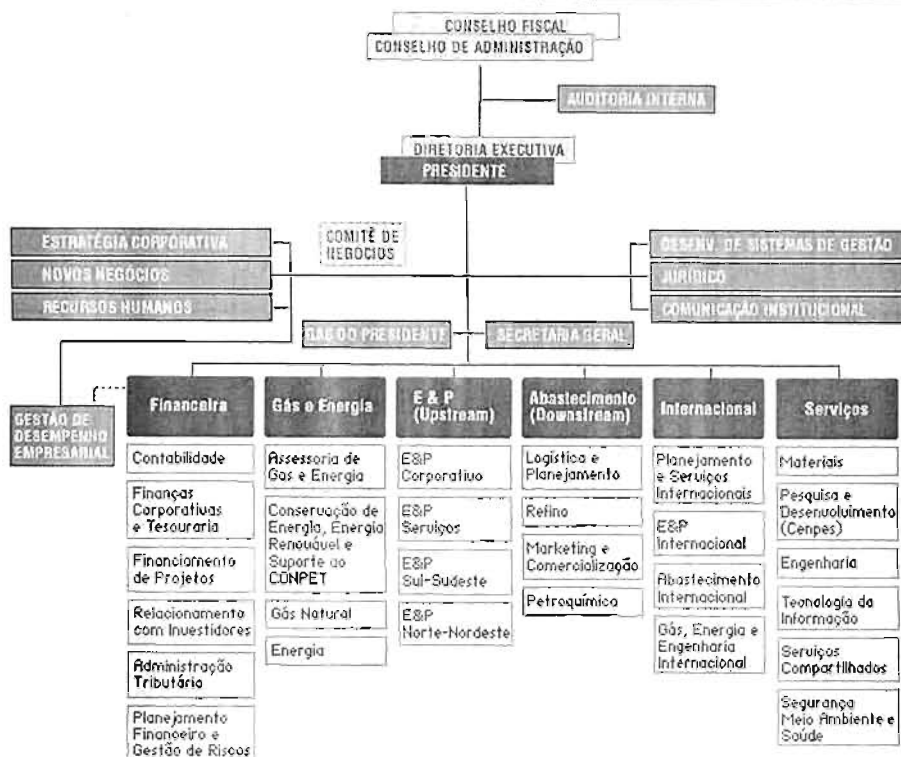 CONSELHO FISCAL
CONSELHO DE ADMINISTRAÇÃO
AUDITORIA INTERNA
DIRETORIA EXECUTIVA
PRESIDENTE
ESTRATÉGIA CORPORATIVA
NOVOS NEGÓCIOS
RECURSOS HUMANOS
COMITÊ DE
NEGÓCIOS
DESENV. DE SISTEMAS DE GESTÃO
JURÍDICO
COMUNICAÇÃO INSTITUCIONAL
GAB DO PRESIDENTE
SECRETARIA GERAL
GESTÃO DE
DESEMPENHO
EMPRESARIAL
Financeira
Contabilidade
Finanças
Corporativas
e Tesouraria
Financiamento
de Projetos
Relacionamento
com Investidores
Administração
Tributária
Planejamento
Financeiro e
Gestão de Riscos
Gás e Energia
Assessoria de
Gas e Energia
Conservação de
Energia, Energia
Renovável e
Suporte ao
CONPET
Gás Natural
Energia
E & P
(Upstream)
E&P
Corporativo
E&P
Serviços
E&P
Sul-Sudeste
E&P
Norte-Nordeste
Abastecimento
(Downstream)
Logística e
Planejamento
Refino
Marketing e
Comercialização
Petroquímica
Internacional
Planejamento
e Serviços
Internacionais
E&P
Internacional
Abastecimento
Internacional
Gás, Energia e
Engenharia
Internacional
Serviços
Materiais
Pesquisa e
Desenvolvimento
(Cenpes)
Engenharia
Tecnologia da
Informação
Serviços
Compartilhados
Segurança
Meio Ambiente e
Saúde